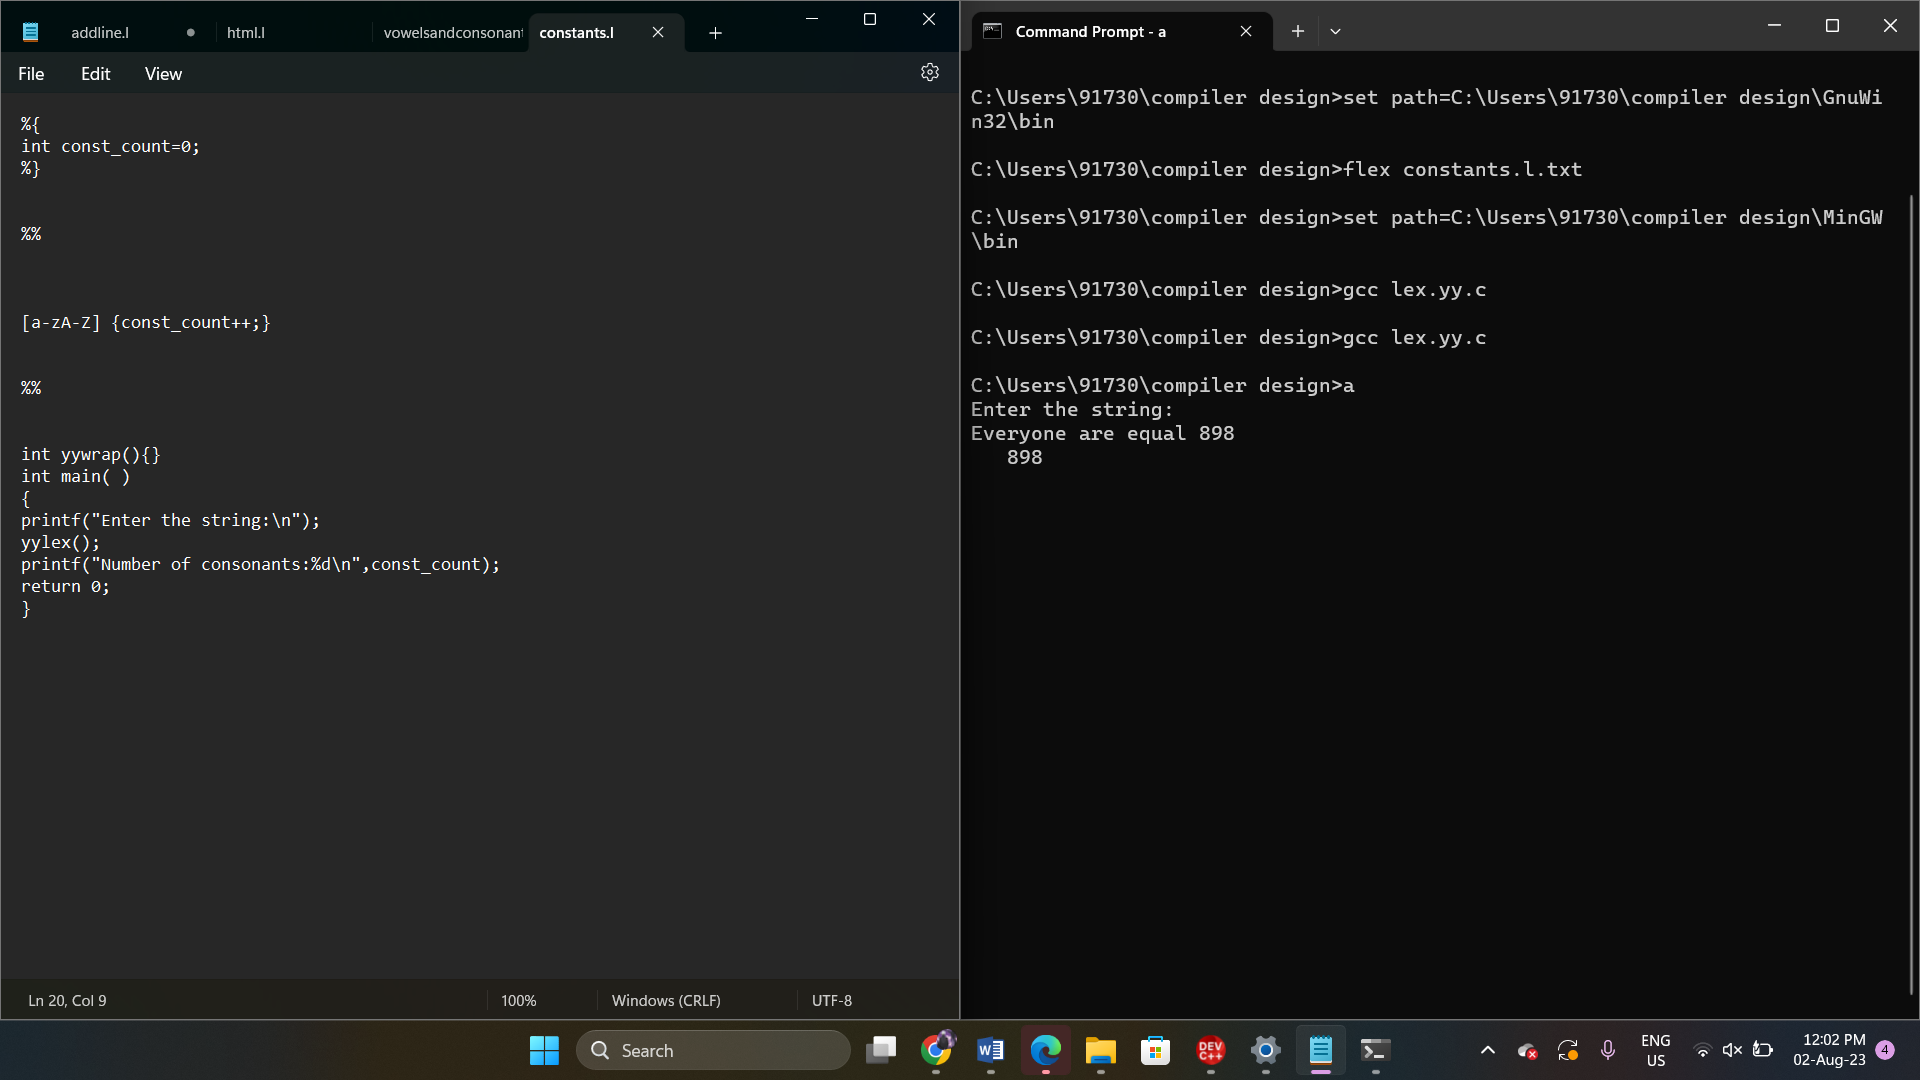 addline.l
html.l
vowelsandconsonant
constants.l
File
Edit
View
%{
int const_count=0;
%}
%%
[a-zA-Z] {const_count++;}
%%
int yywrap(){}
int main( )
{
printf("Enter the string:\n");
yylex();
printf("Number of consonants:%d\n",const_count);
return 0;
}
Ln 20, Col 9
100%
Windows (CRLF)
UTF-8
Command Prompt - a
C:\Users\91730\compiler design>set path=C:\Users\91730\compiler design\GnuWi
n32\bin
C:\Users\91730\compiler design>flex constants.l.txt
C:\Users\91730\compiler design>set path=C:\Users\91730\compiler design\MinGW
\bin
C:\Users\91730\compiler design>gcc lex.yy.c
C:\Users\91730\compiler design>gcc lex.yy.c
C:\Users\91730\compiler design>a
Enter the string:
Everyone are equal 898
   898
Search
DEV
C++
ENG
US
12:02 PM
02-Aug-23
4